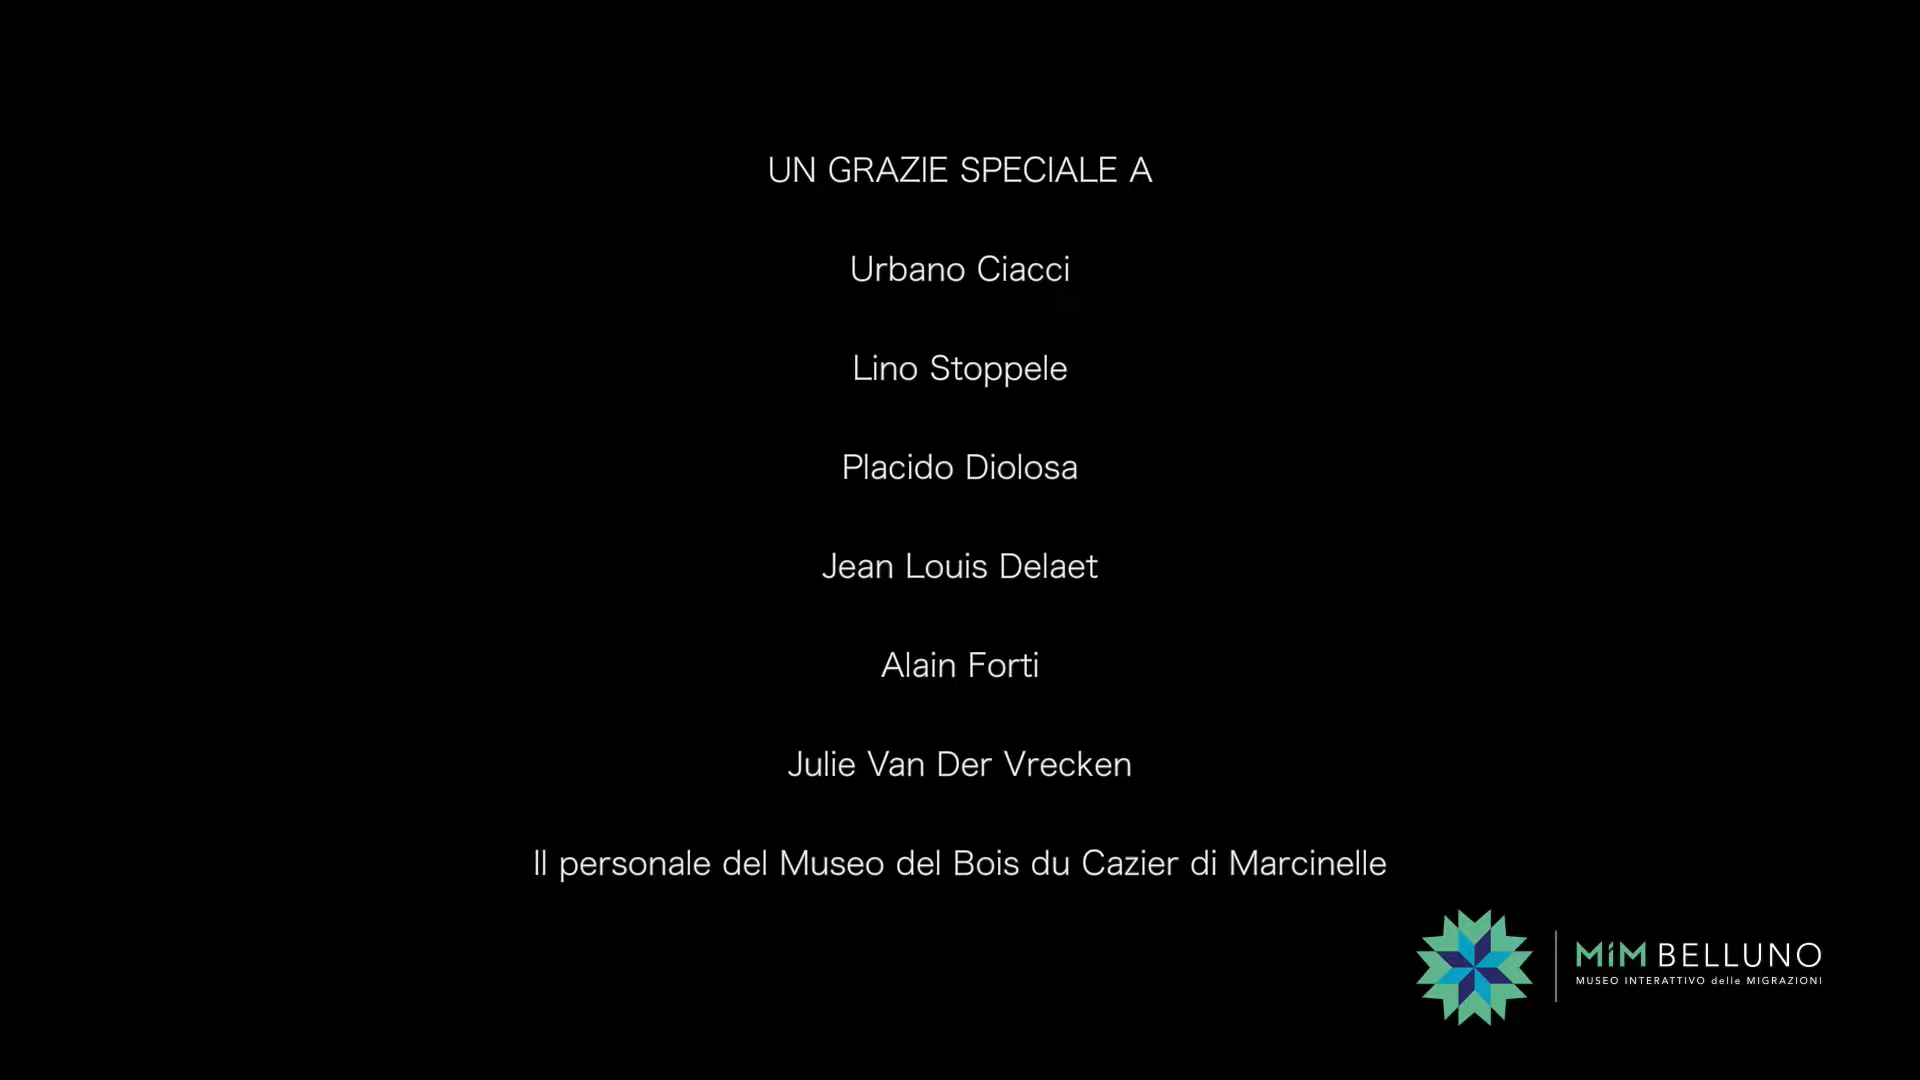 UN GRAZIE SPECIALE A
Urbano Ciacci
Lino Stoppele
Placido Diolosa
Jean Louis Delaet
Alain Forti
Julie Van Der Vrecken
Il personale del Museo del Bois du Cazier di Marcinelle
MiM BELLUNO
MUSEO INTERATTIVO delle MIGRAZIONI